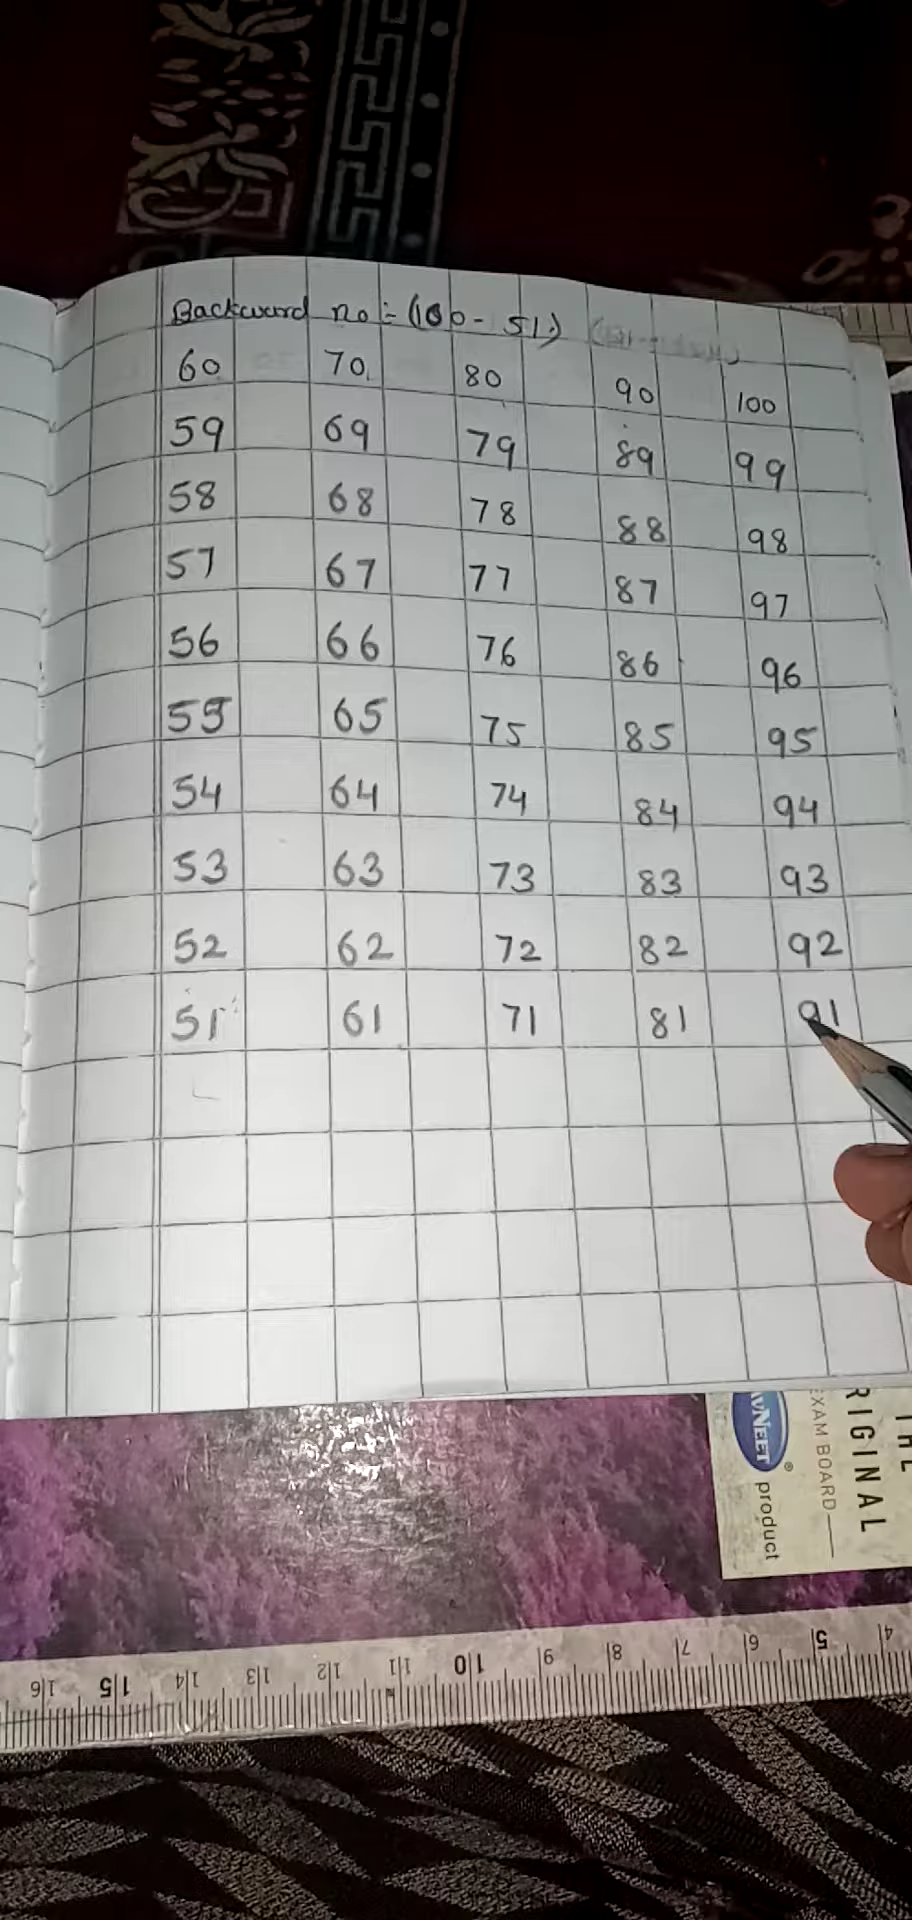 Backward no :- (100 - 51)
60 70 80 90 100
59 69 79 89 99
58 68 78 88 98
57 67 77 87 97
56 66 76 86 96
55 65 75 85 95
54 64 74 84 94
53 63 73 83 93
52 62 72 82 92
51 61 71 81 91
THE
ORIGINAL
EXAM BOARD
NAVNEET®
product
16 15 14 13 12 11 10 9 8 7 6 5 4